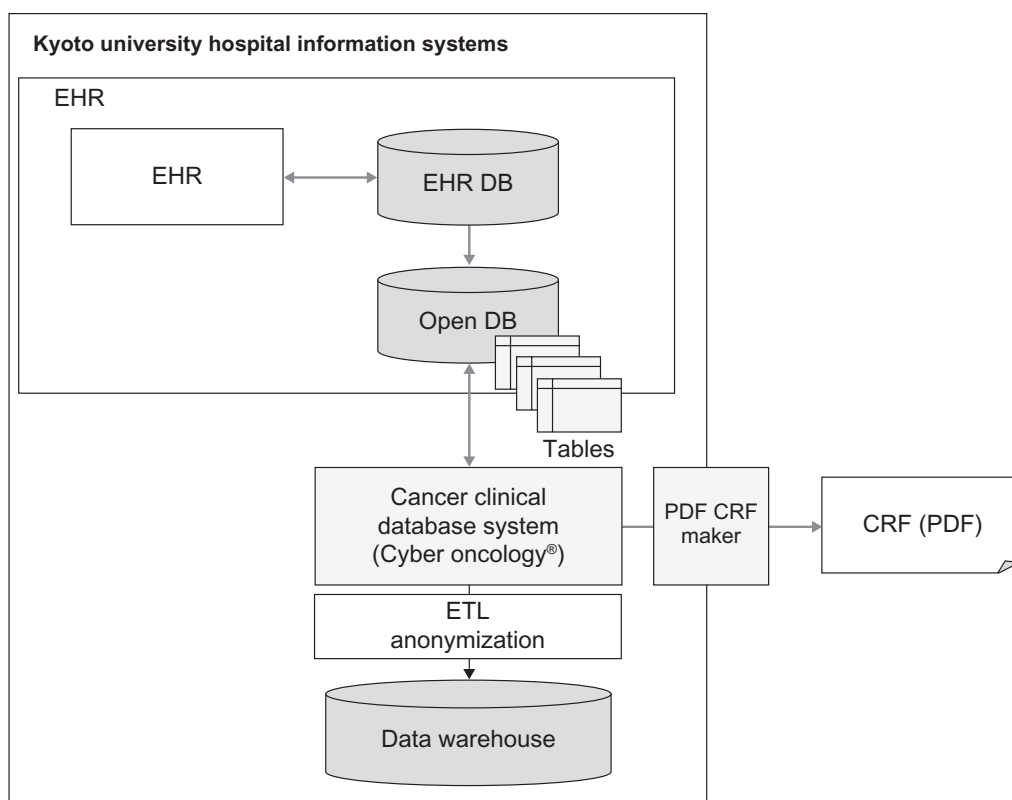 Kyoto university hospital information systems
EHR
EHR
EHR DB
Open DB
Tables
Cancer clinical
database system
(Cyber oncology®)
PDF CRF
maker
CRF (PDF)
ETL
anonymization
Data warehouse